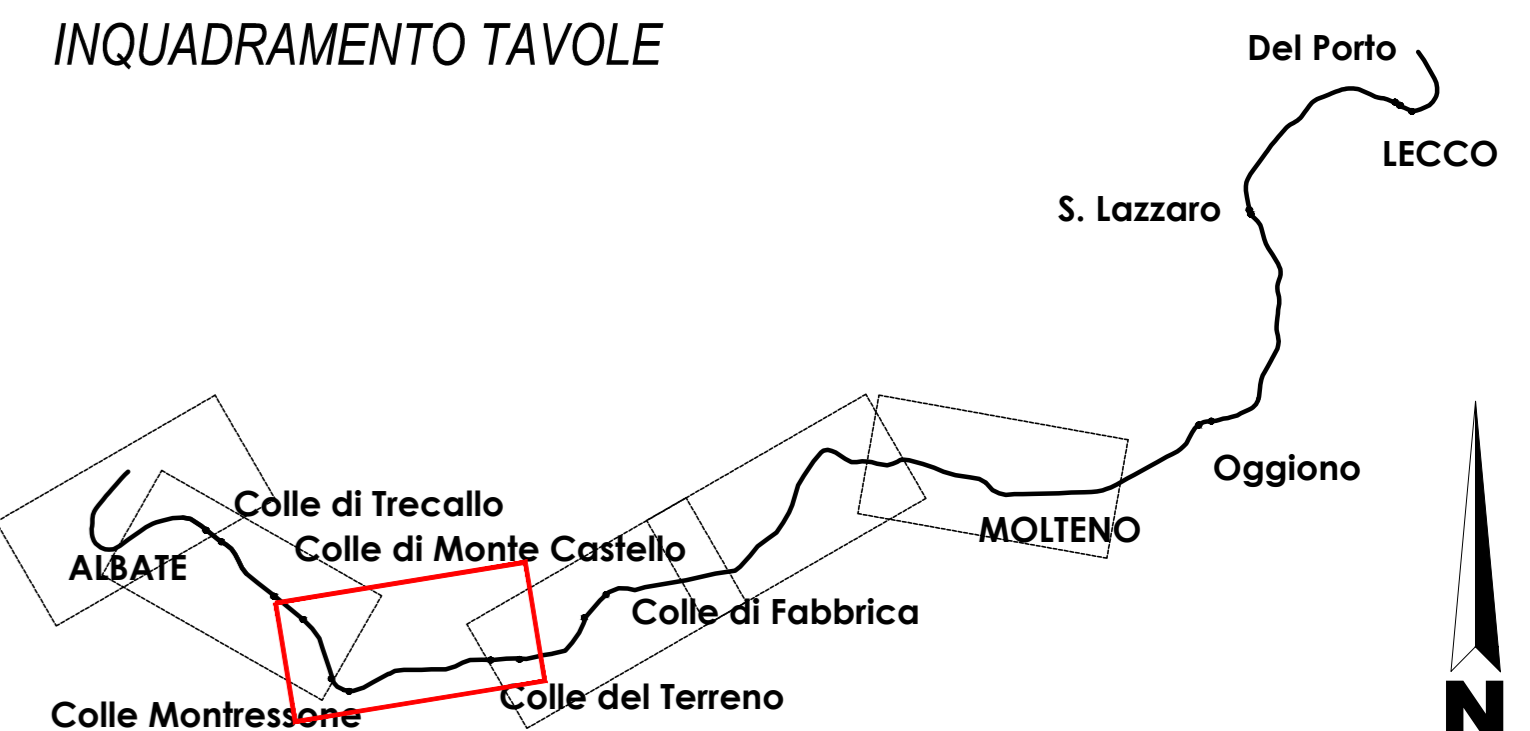 INQUADRAMENTO TAVOLE
Del Porto
LECCO
S. Lazzaro
Oggiono
Colle di Trecallo
MOLTENO
Colle di Monte Castello
ALBATE
Colle di Fabbrica
Colle del Terreno
Colle Montressone
N